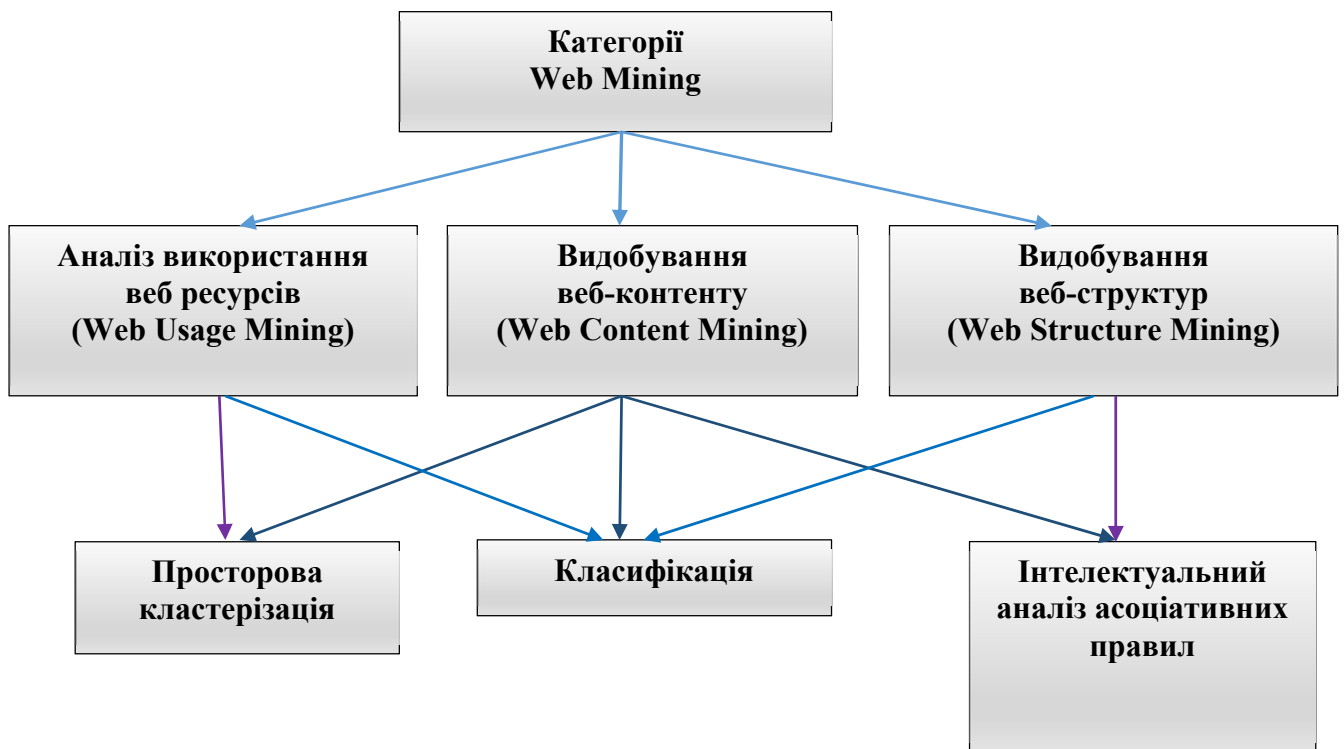 Категорії
Web Mining
Аналіз використання
веб ресурсів
(Web Usage Mining)
Видобування
веб-контенту
(Web Content Mining)
Видобування
веб-структур
(Web Structure Mining)
Просторова
кластерізація
Класифікація
Інтелектуальний
аналіз асоціативних
правил